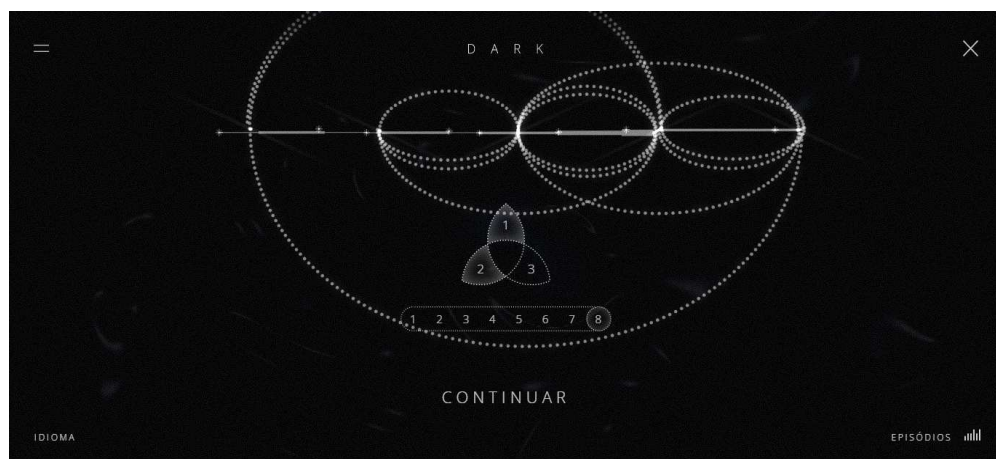 D A R K
1
2 3
1 2 3 4 5 6 7 8
CONTINUAR
IDIOMA EPISÓDIOS